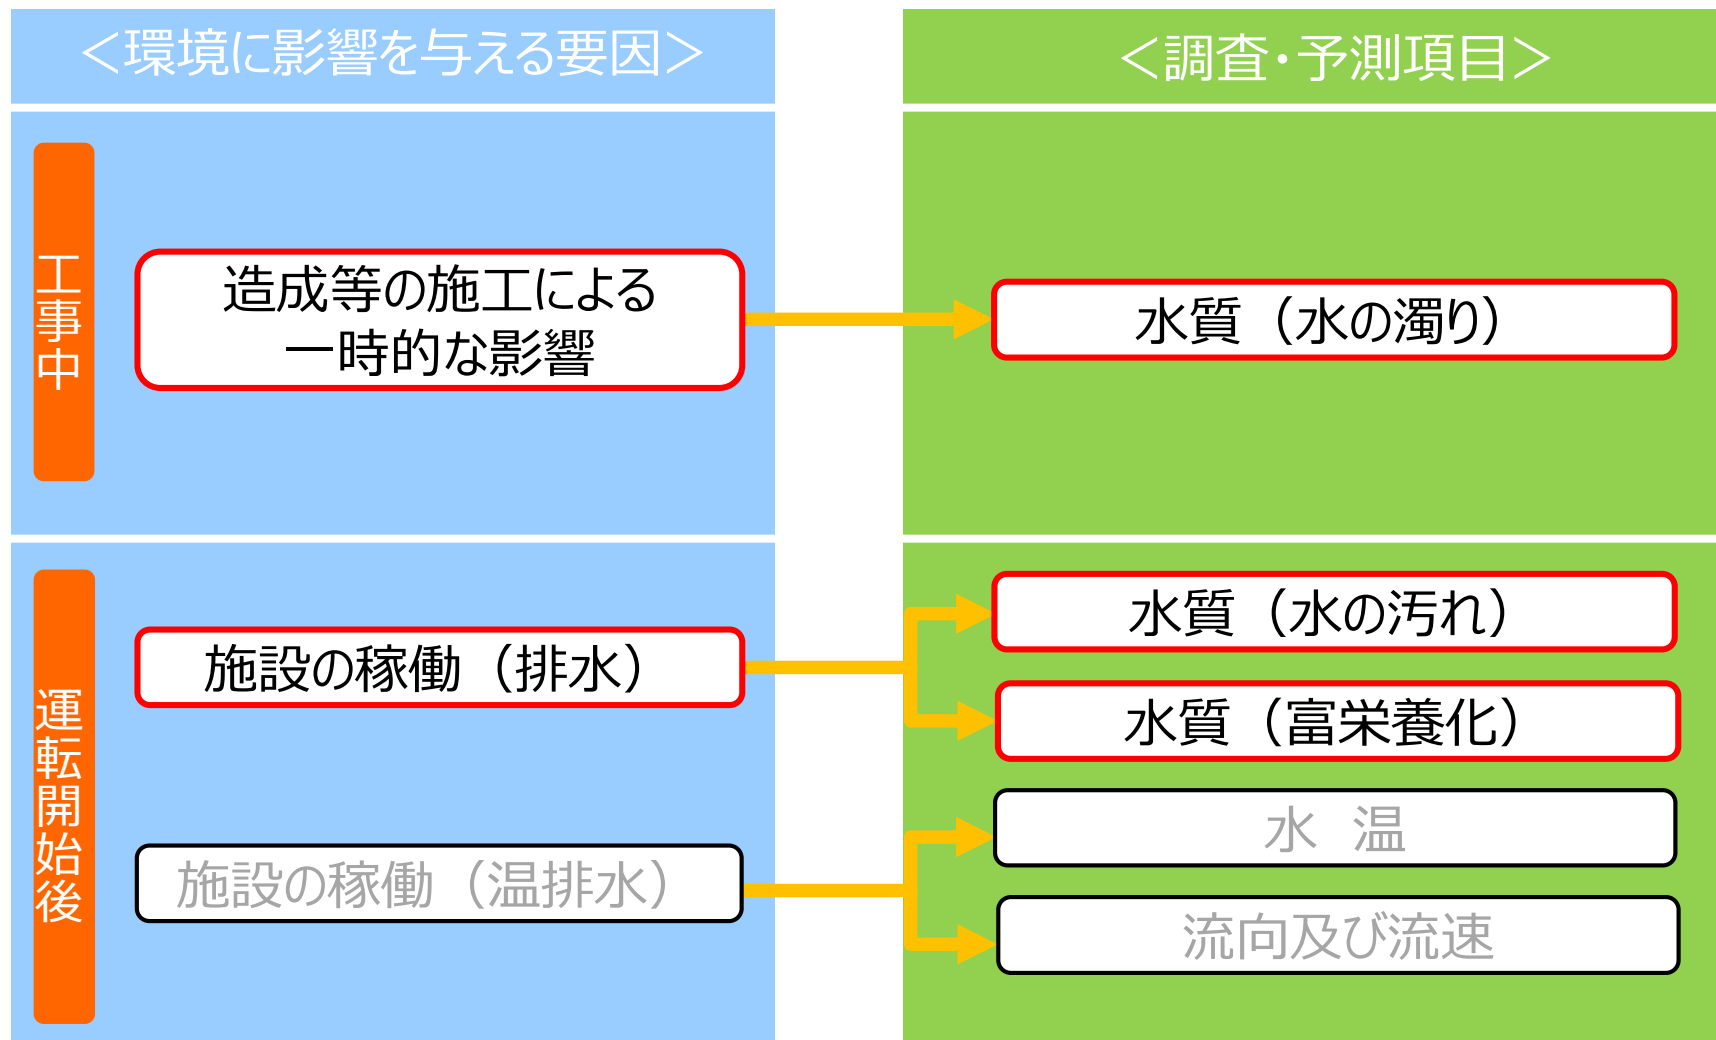 ＜環境に影響を与える要因＞
＜調査・予測項目＞
工事中
造成等の施工による
一時的な影響
水質（水の濁り）
運転開始後
施設の稼働（排水）
水質（水の汚れ）
水質（富栄養化）
施設の稼働（温排水）
水　温
流向及び流速